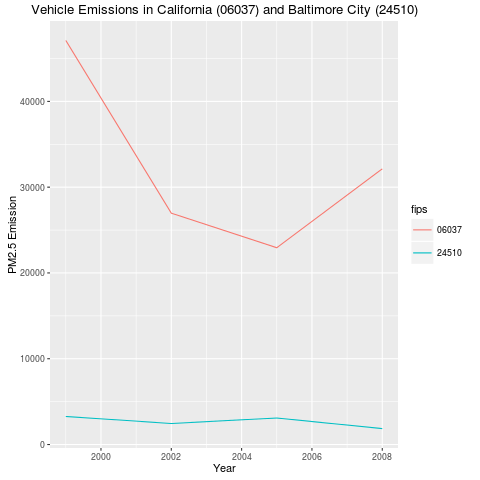 Vehicle Emissions in California (06037) and Baltimore City (24510)
PM2.5 Emission
40000
30000
20000
10000
0
2000 2002 2004 2006 2008
Year
fips
06037
24510